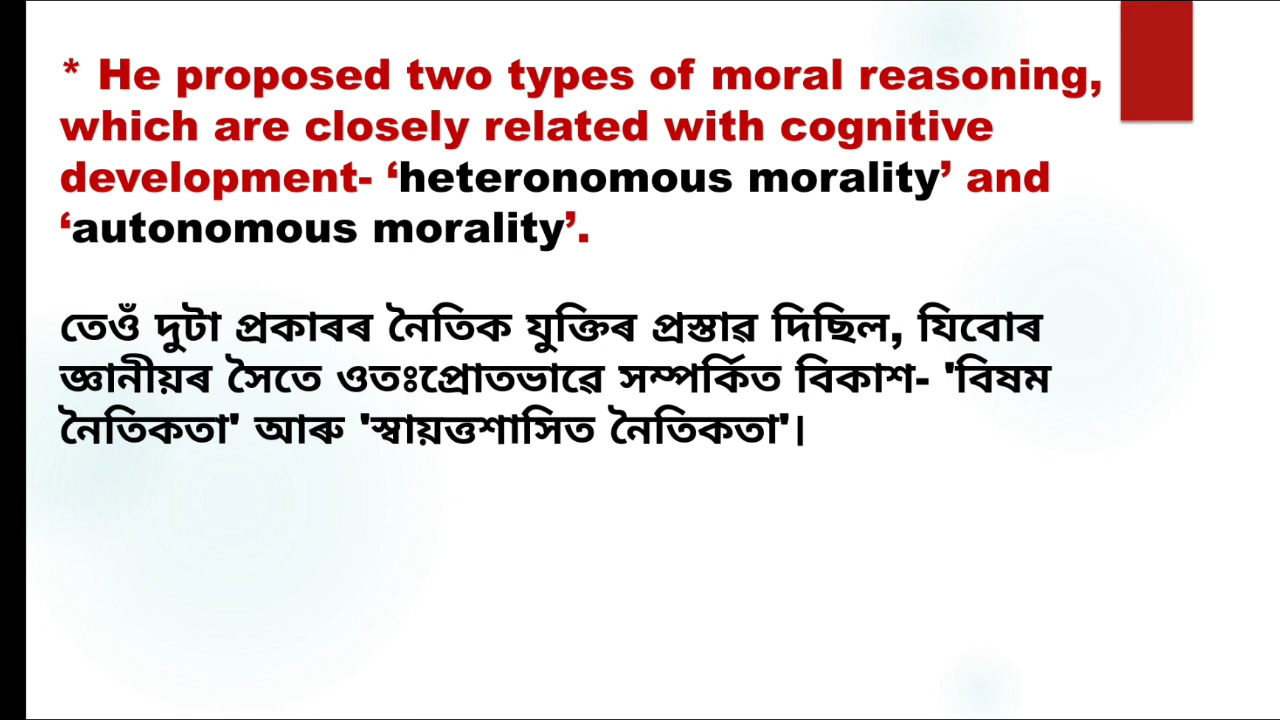 * He proposed two types of moral reasoning,
which are closely related with cognitive
development- ‘heteronomous morality’ and
‘autonomous morality’.
তেওঁ দুটা প্ৰকাৰৰ নৈতিক যুক্তিৰ প্ৰস্তাৱ দিছিল, যিবোৰ
জ্ঞানীয়ৰ সৈতে ওতঃপ্ৰোতভাৱে সম্পৰ্কিত বিকাশ- 'বিষম
নৈতিকতা' আৰু 'স্বায়ত্তশাসিত নৈতিকতা'|